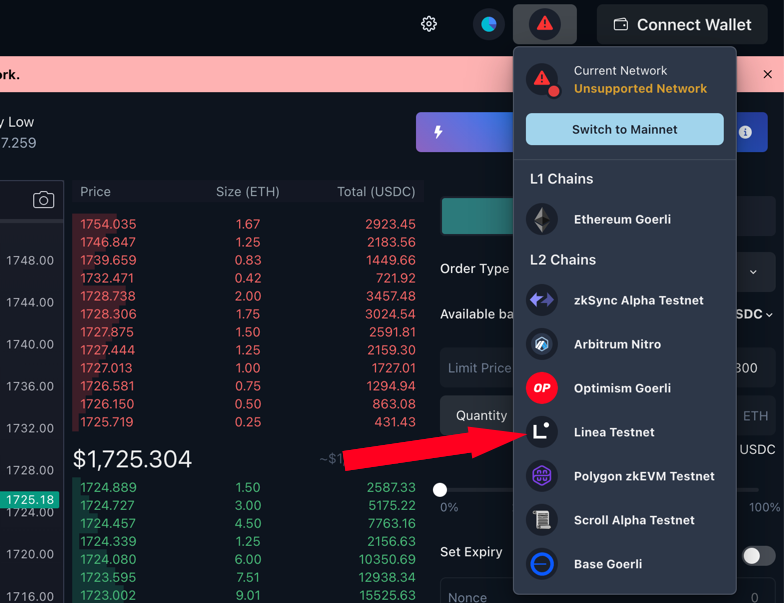 Connect Wallet
rk.
Current Network
Unsupported Network
y Low
7.259
Switch to Mainnet
L1 Chains
Ethereum Goerli
L2 Chains
zkSync Alpha Testnet
Arbitrum Nitro
OP Optimism Goerli
Linea Testnet
Polygon zkEVM Testnet
Scroll Alpha Testnet
Base Goerli
1748.00
1744.00
1740.00
1736.00
1732.00
1728.00
1725.18
1724.00
1720.00
1716.00
Price Size (ETH) Total (USDC)
1754.035 1.67 2923.45
1746.847 1.25 2183.56
1739.659 0.83 1449.66
1732.471 0.42 721.92
1728.738 2.00 3457.48
1728.306 1.75 3024.54
1727.875 1.50 2591.81
1727.444 1.25 2159.30
1727.013 1.00 1727.01
1726.581 0.75 1294.94
1726.150 0.50 863.08
1725.719 0.25 431.43
$1,725.304 ~$1
1724.889 1.50 2587.33
1724.727 3.00 5175.22
1724.457 4.50 7763.16
1724.339 1.25 2156.63
1724.080 6.00 10350.69
1723.595 7.51 12938.34
1723.002 9.01 15525.63
Order Type
Available ba SDC
Limit Price 300
Quantity ETH
USDC
0% 100%
Set Expiry
Nonce 0